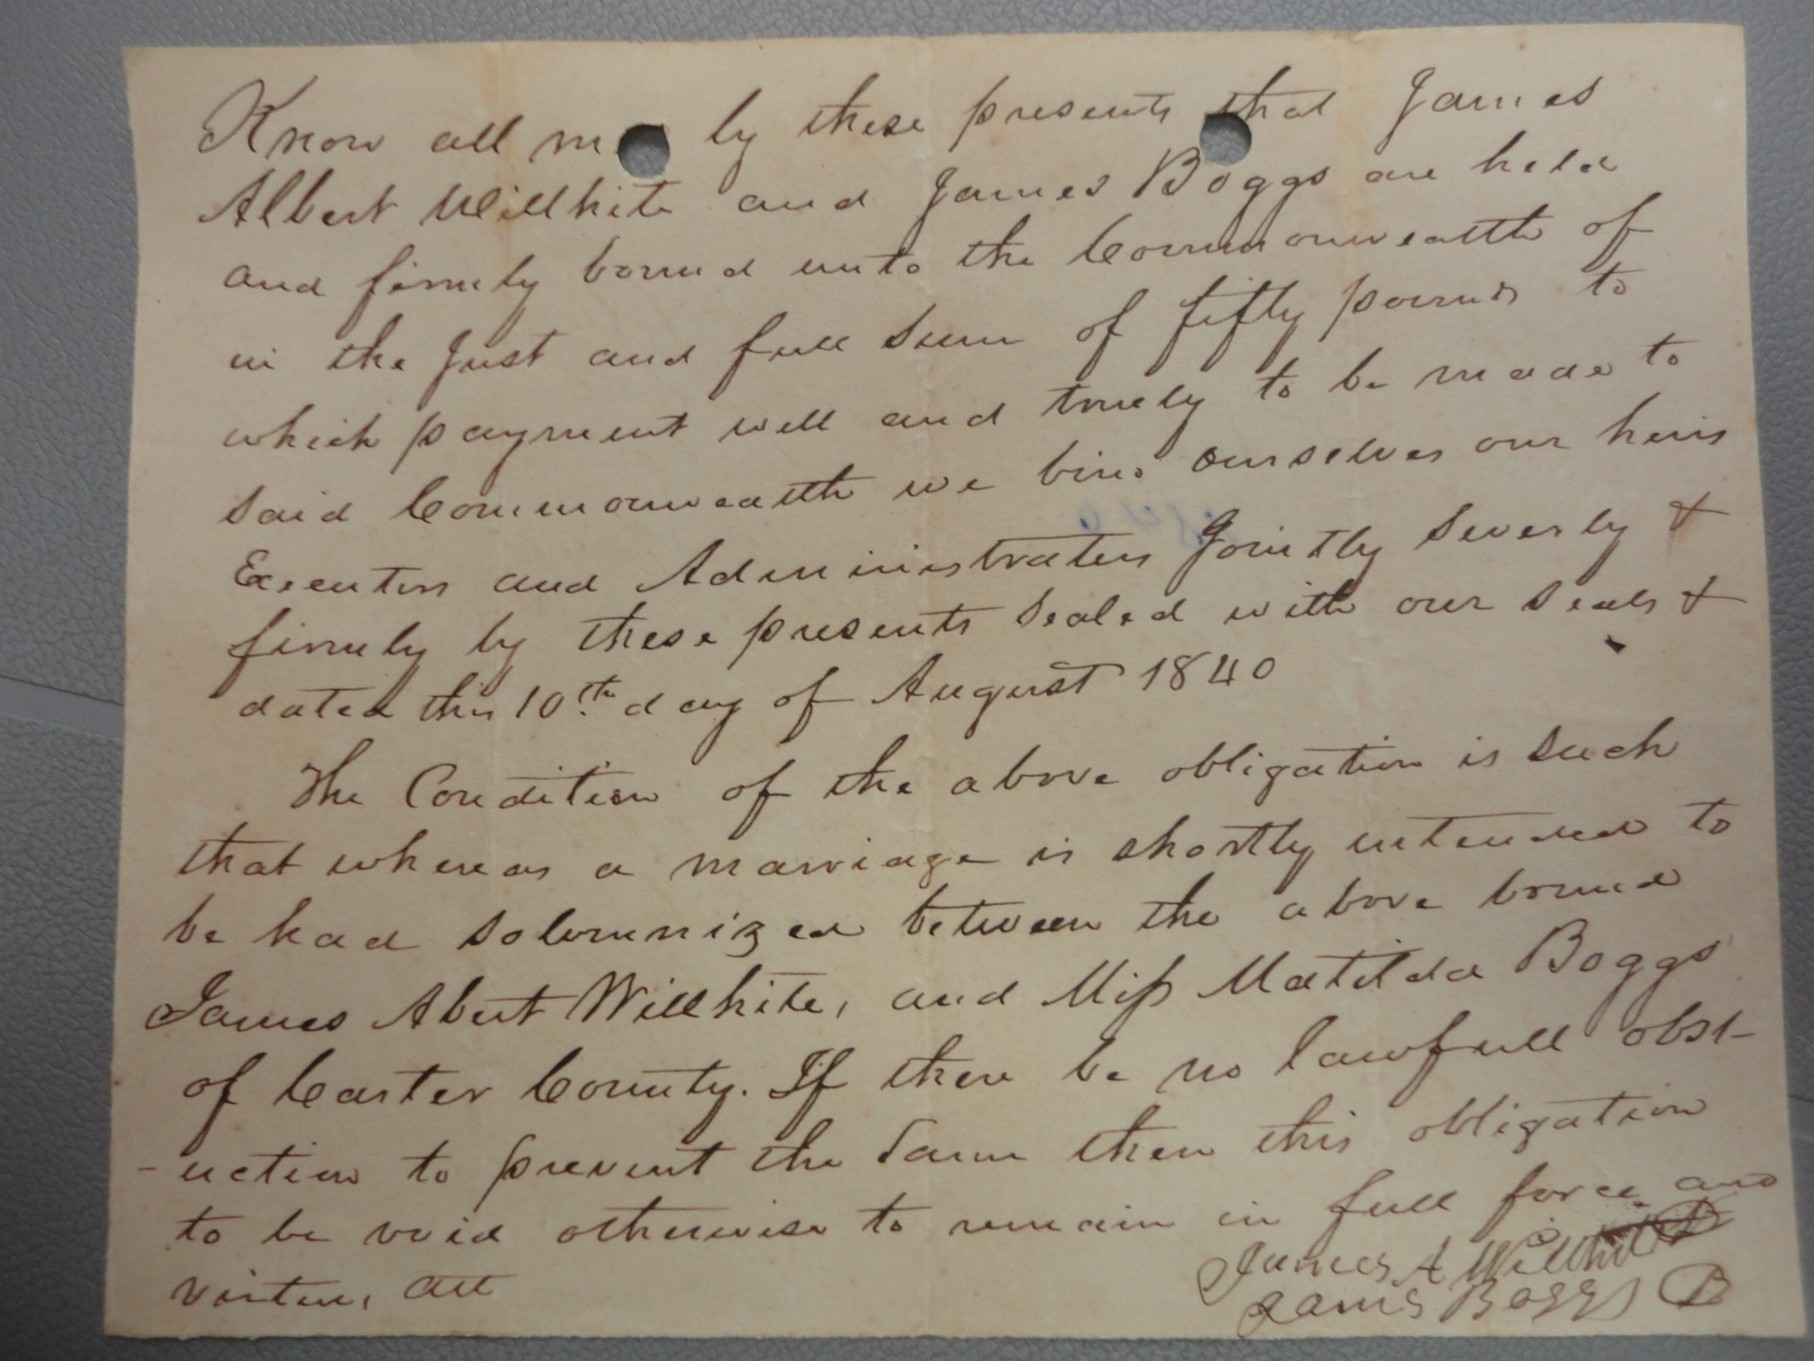 Know all m by these presents that James
Albert Willhite and James Boggs are held
and firmly bound unto the Commonwealth of
in the Just and full Sum of fifty pounds to
which payment well and truely to be made to
Said Commonwealth we bind ourselves our heirs
Executors and Administrators Jointly Severly &
firmly by these presents Sealed with our Seals &
dated this 10th day of August 1840
The Condition of the above obligation is Such
that whereas a marriage is shortly intended to
be had Solemnized between the above bound
James Abert Willhite, and Miss Matilda Boggs
of Carter County. If there be no lawfull obst-
-uction to prevent the Same then this obligation
to be void otherwise to remain in full force and
virtue, att
James A Willhite
James Boggs B